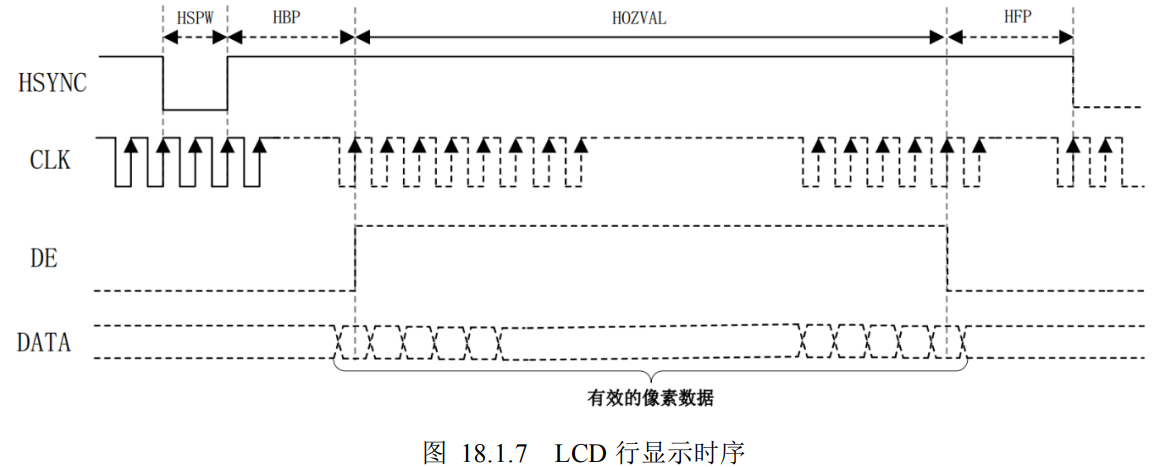 HSPW HBP HOZVAL HFP
HSYNC
CLK
DE
DATA
有效的像素数据
图 18.1.7 LCD 行显示时序